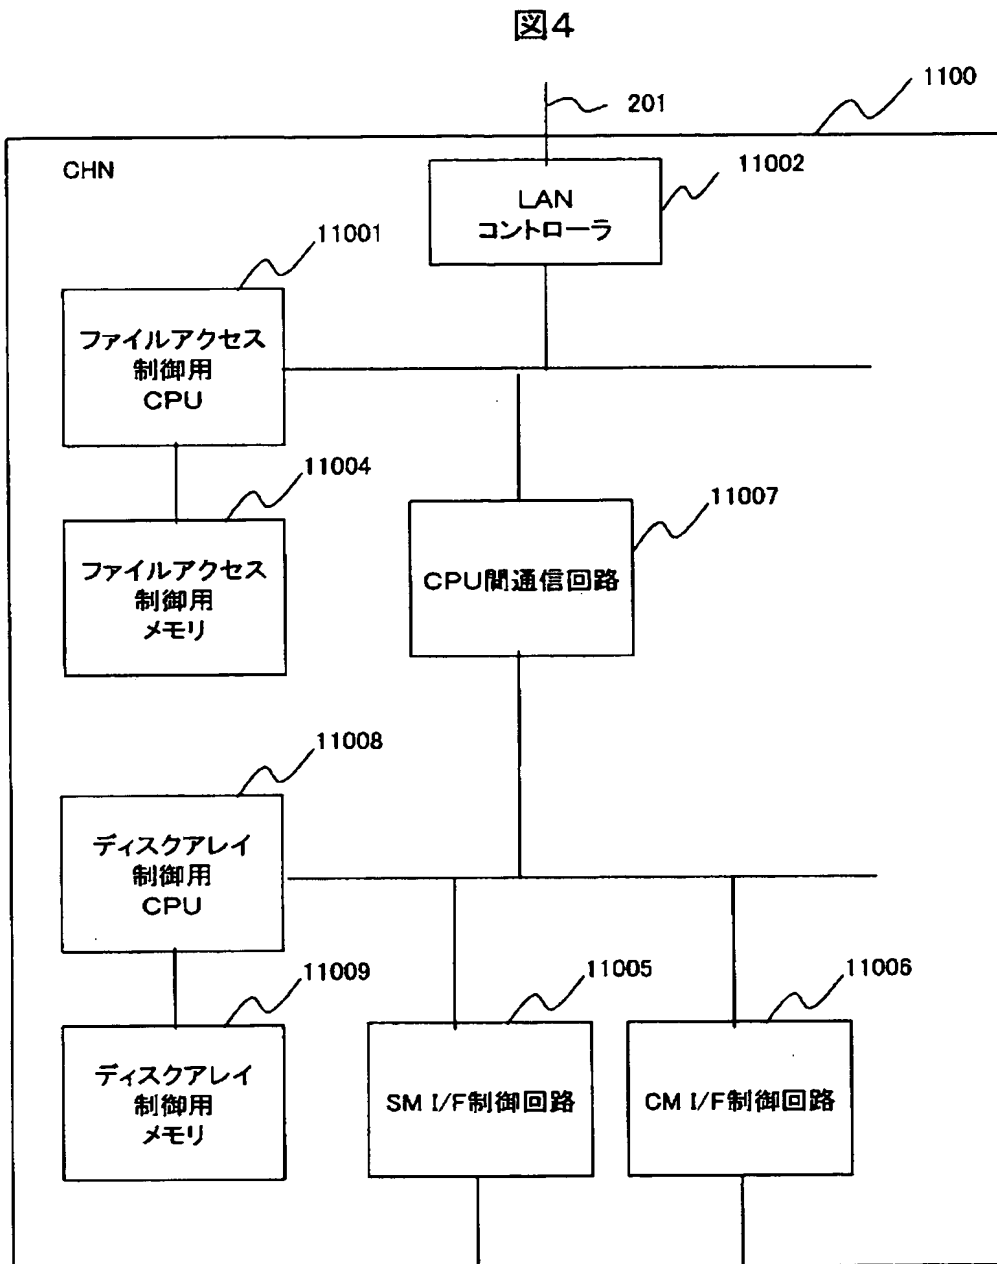 図4
1100
201
CHN
11002
LAN
コントローラ
11001
ファイルアクセス
制御用
CPU
11004
ファイルアクセス
制御用
メモリ
11007
CPU間通信回路
11008
ディスクアレイ
制御用
CPU
11009
ディスクアレイ
制御用
メモリ
11005
SM I/F制御回路
11006
CM I/F制御回路